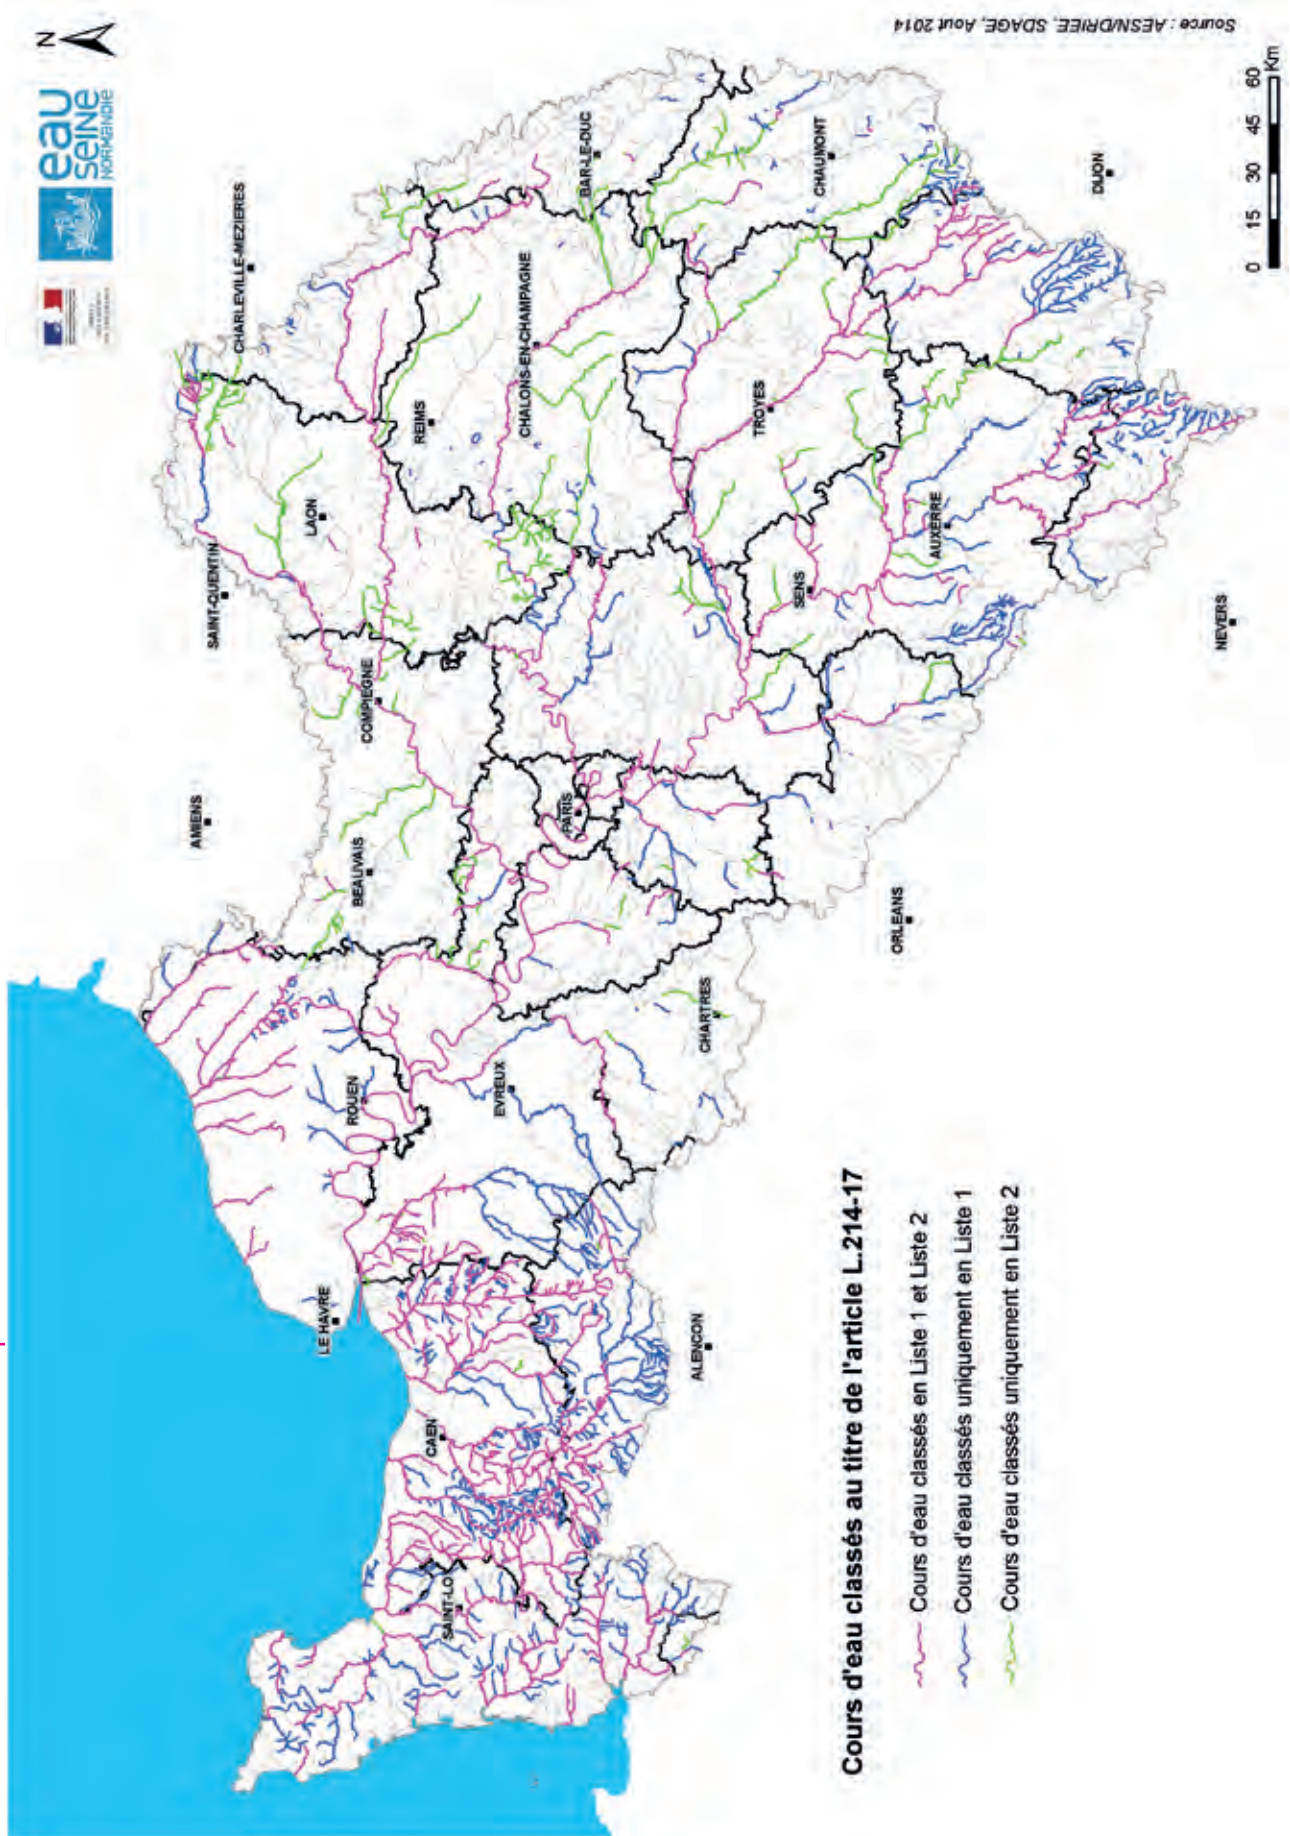 N
eau
SEINE
NORMANDIE
CHARLEVILLE-MEZIERES
SAINT-QUENTIN
AMIENS
LAON
COMPIEGNE
BEAUVAIS
REIMS
ROUEN
LE HAVRE
CHALONS-EN-CHAMPAGNE
BAR-LE-DUC
PARIS
EVREUX
CAEN
SAINT-LO
TROYES
CHAUMONT
SENS
CHARTRES
ALENCON
AUXERRE
ORLEANS
DIJON
NEVERS
Cours d'eau classés au titre de l'article L.214-17
Cours d'eau classés en Liste 1 et Liste 2
Cours d'eau classés uniquement en Liste 1
Cours d'eau classés uniquement en Liste 2
0 15 30 45 60
Km
Source : AESN/DRIEE, SDAGE, Aout 2014